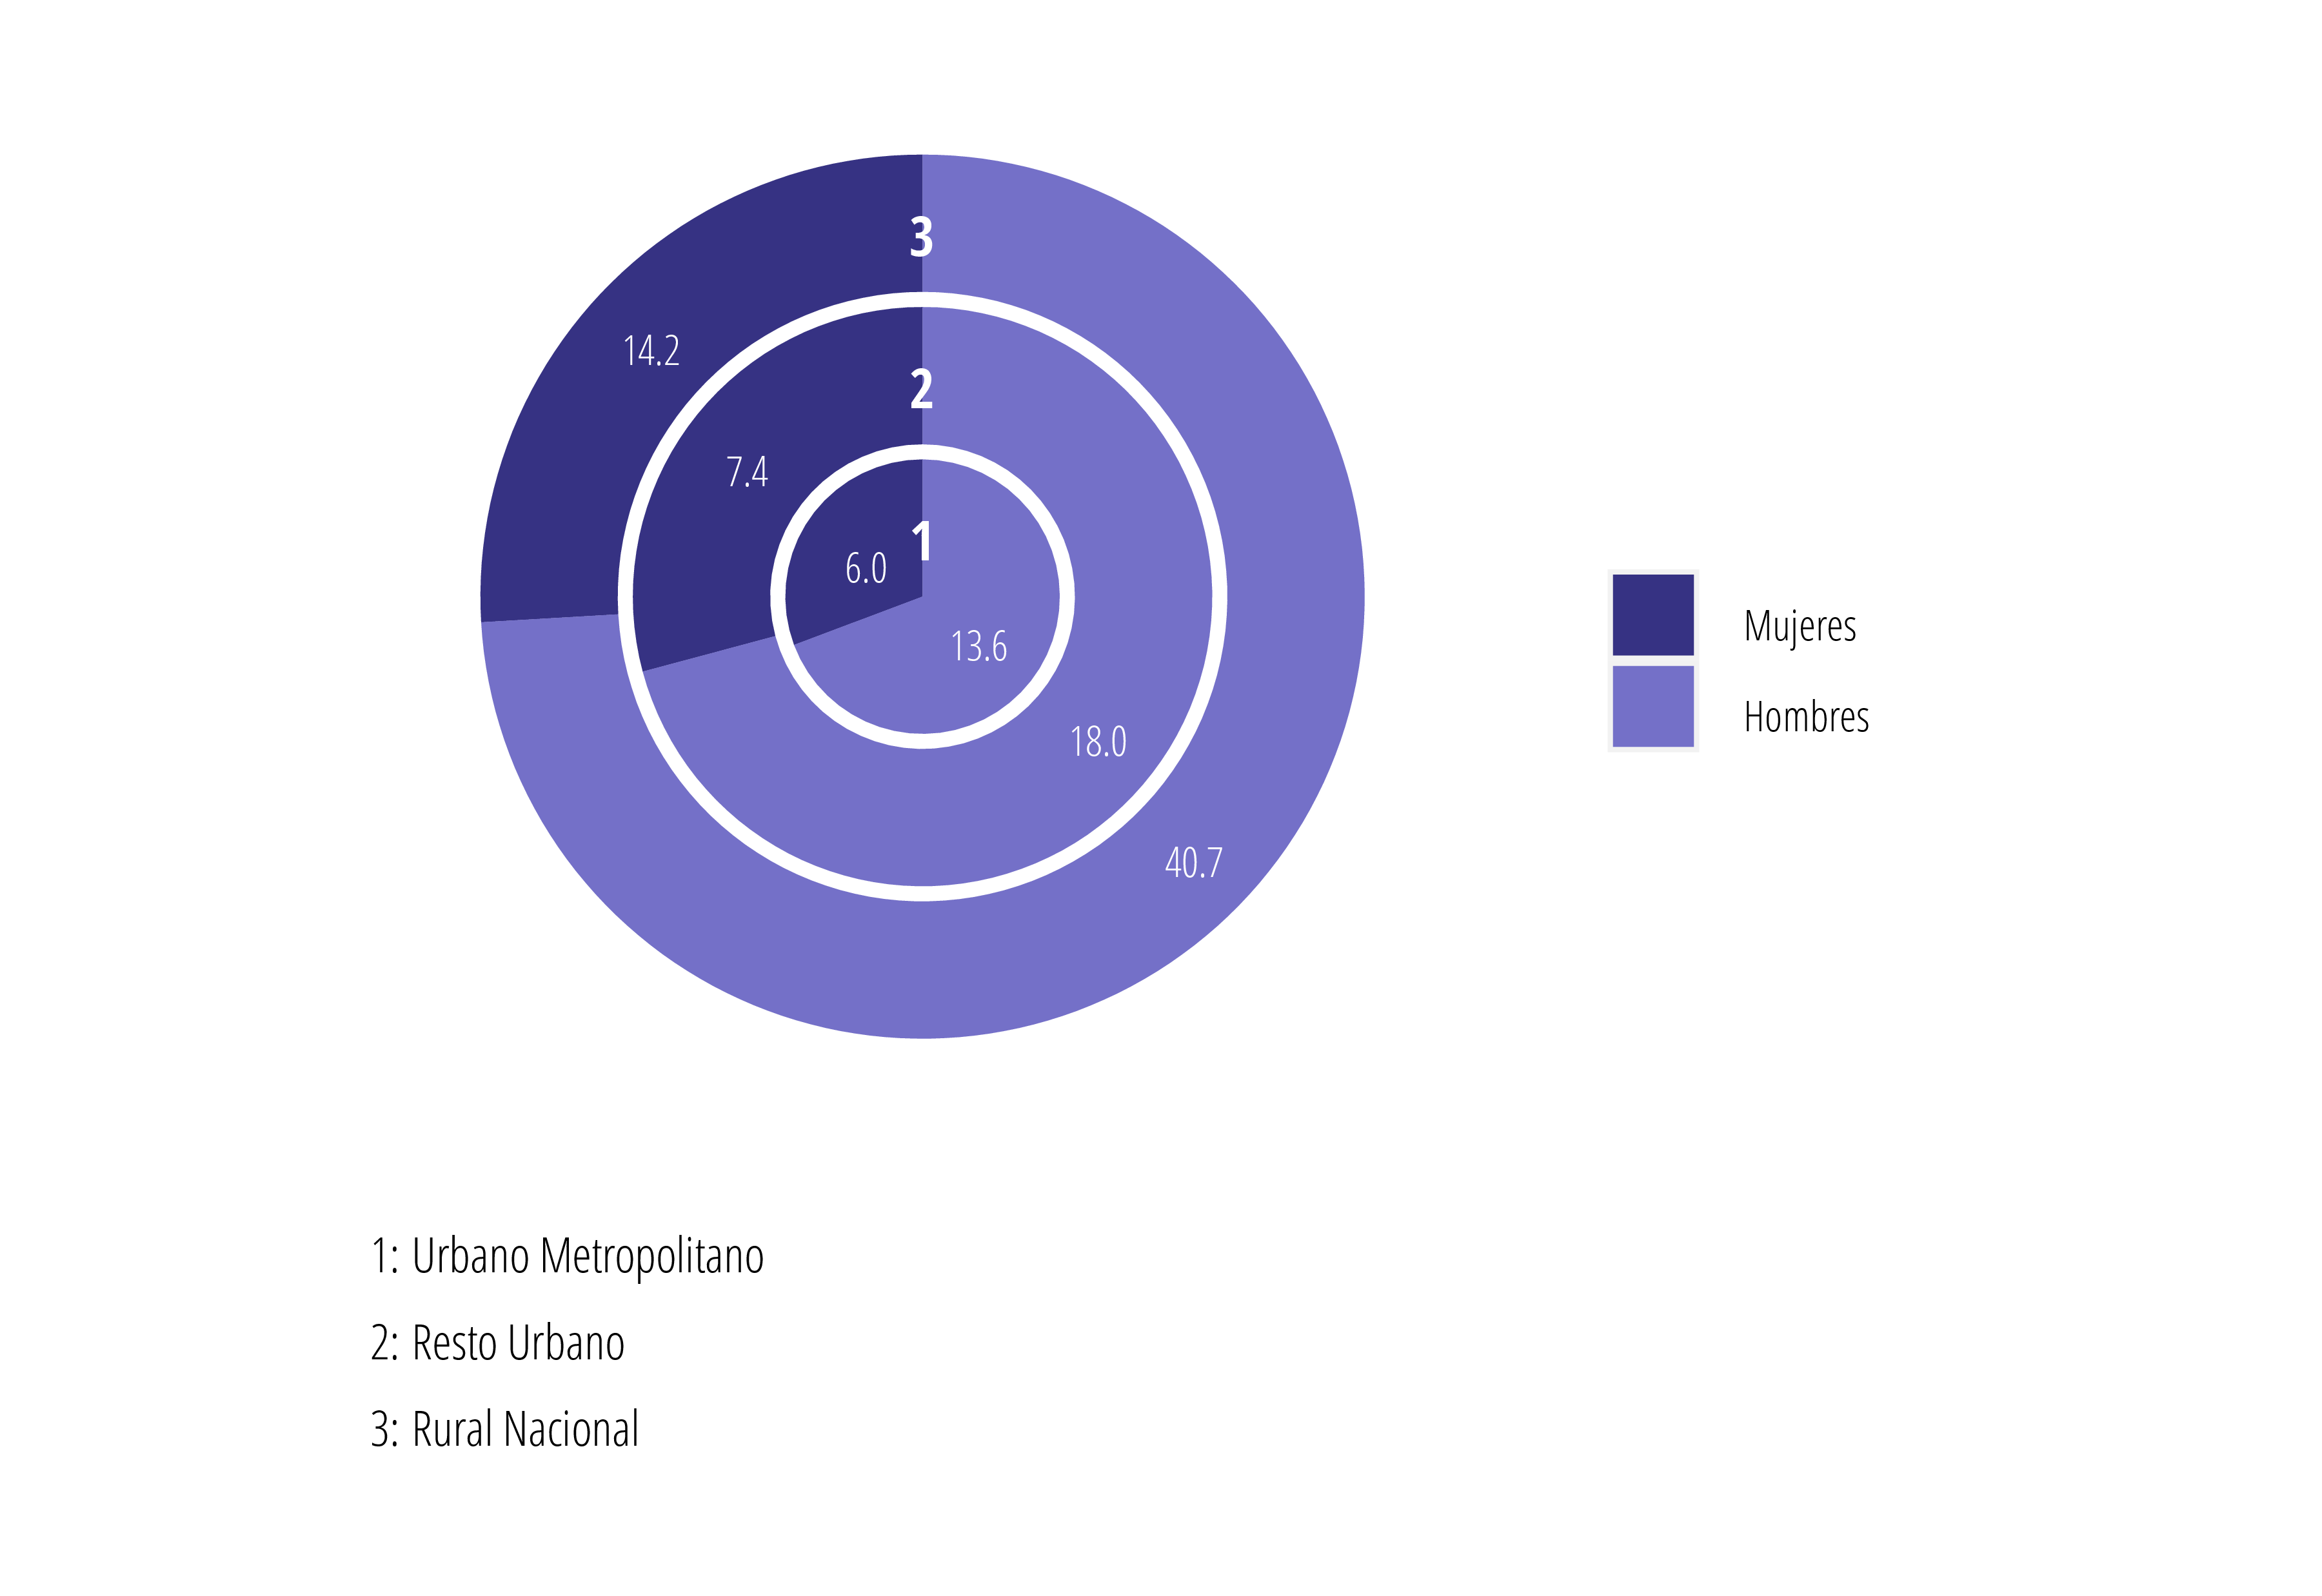 3
14.2
2
7.4
1
6.0
13.6
18.0
40.7
Mujeres
Hombres
1: Urbano Metropolitano
2: Resto Urbano
3: Rural Nacional